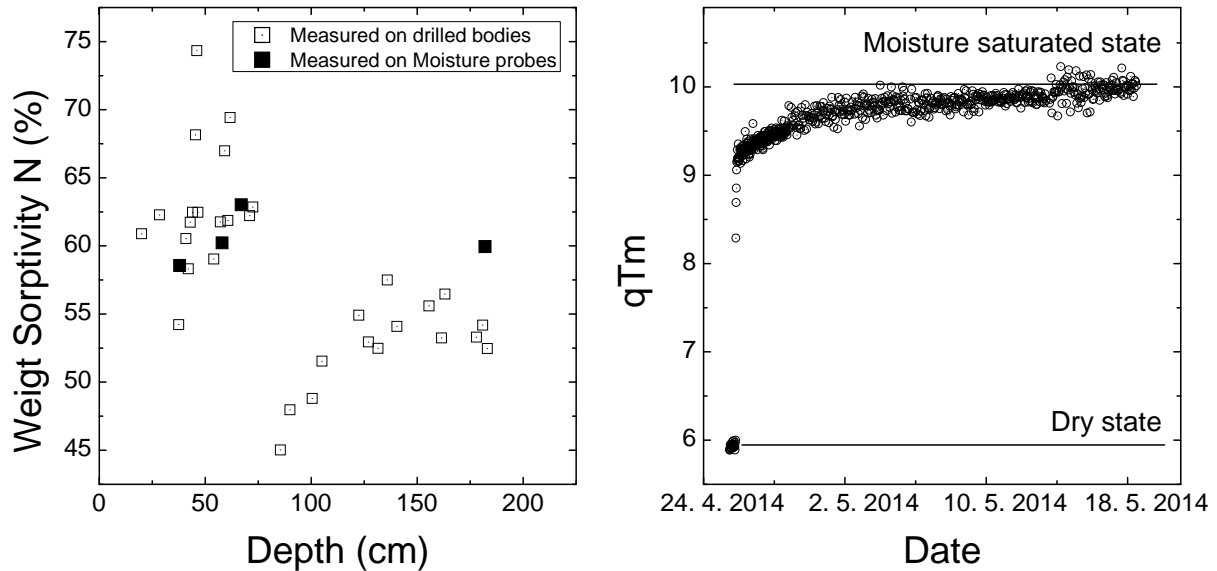 75
70
65
60
55
50
45
0
50
100
150
200
Weigt Sorptivity N (%)
Depth (cm)
Measured on drilled bodies
Measured on Moisture probes
10
9
8
7
6
24. 4. 2014
2. 5. 2014
10. 5. 2014
18. 5. 2014
qTm
Date
Moisture saturated state
Dry state